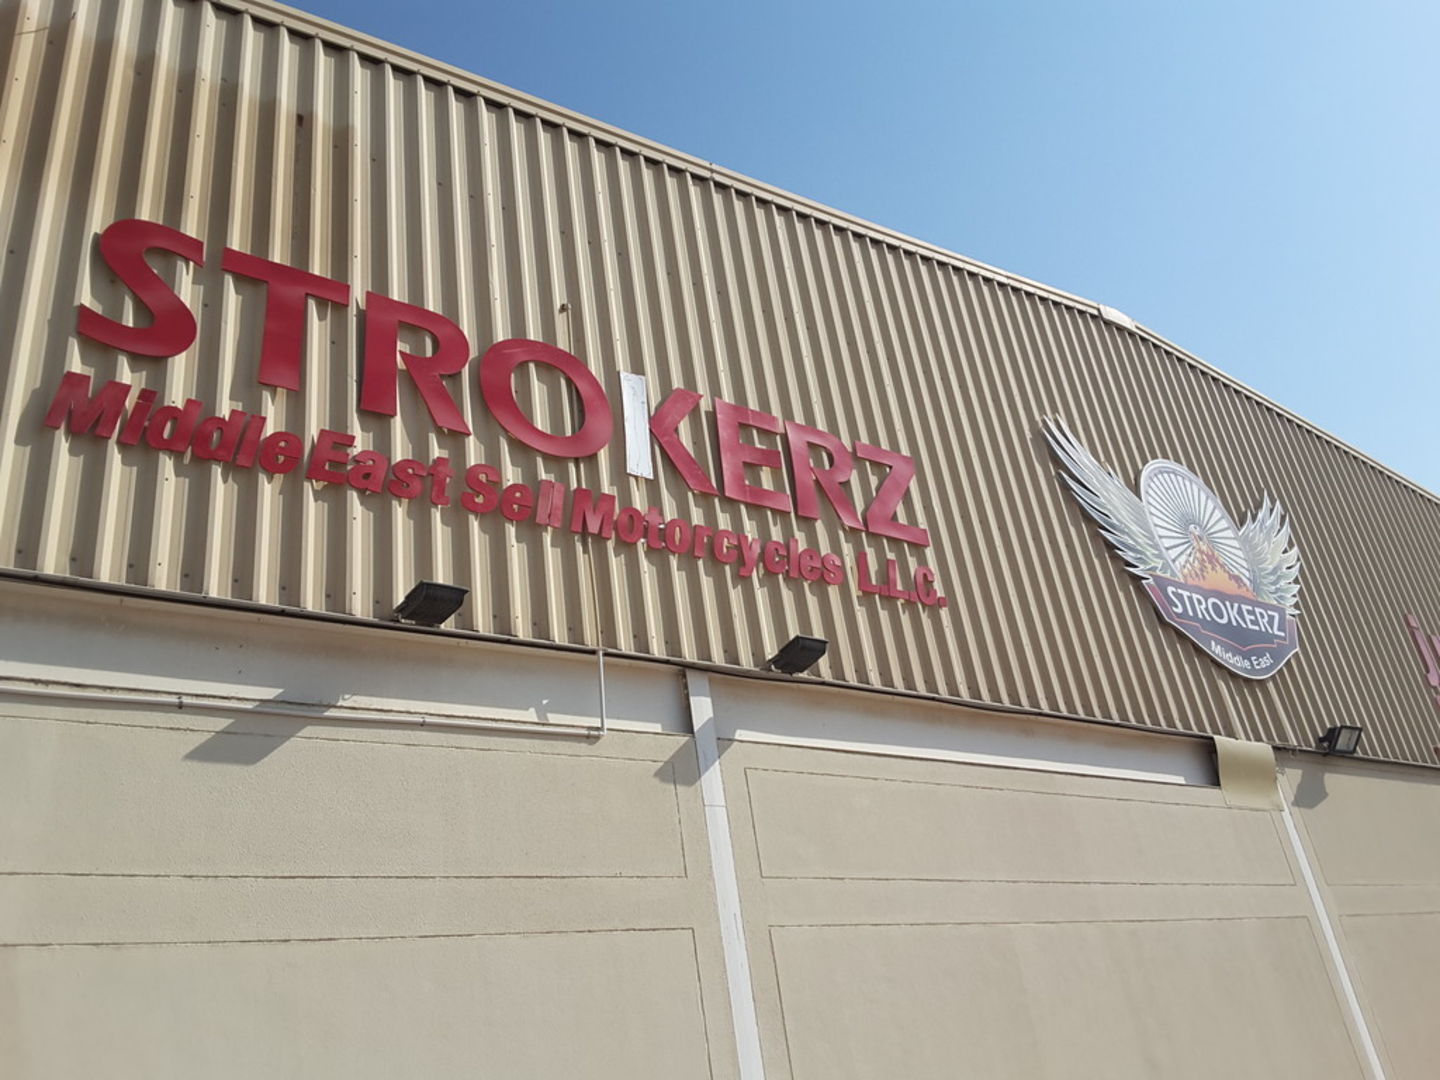 STROKERZ
Middle East Sell Motorcycles L.L.C.
STROKERZ
Middle East